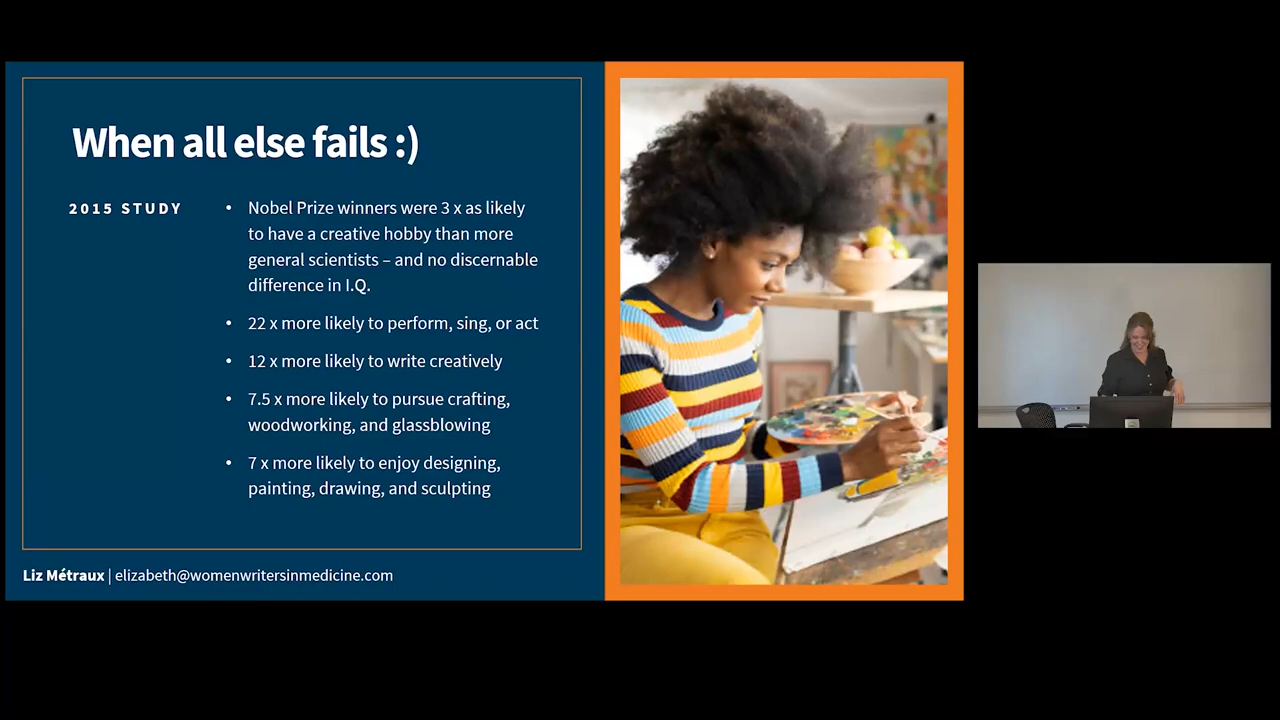 When all else fails :)
2015 STUDY
• Nobel Prize winners were 3 x as likely
to have a creative hobby than more
general scientists – and no discernable
difference in I.Q.
• 22 x more likely to perform, sing, or act
• 12 x more likely to write creatively
• 7.5 x more likely to pursue crafting,
woodworking, and glassblowing
• 7 x more likely to enjoy designing,
painting, drawing, and sculpting
Liz Métraux | elizabeth@womenwritersinmedicine.com